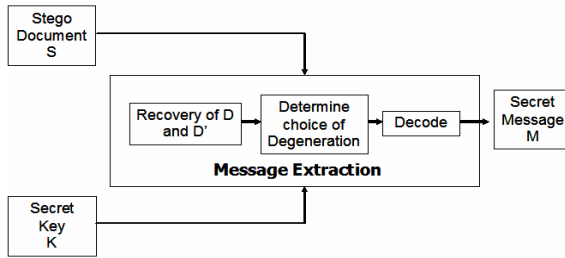 Stego
Document
S
Recovery of D
and D'
Determine
choice of
Degeneration
Decode
Message Extraction
Secret
Message
M
Secret
Key
K